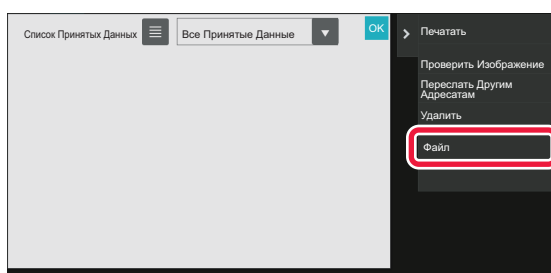 Список Принятых Данных
Все Принятые Данные
OK
Печатать
Проверить Изображение
Переслать Другим
Адресатам
Удалить
Файл